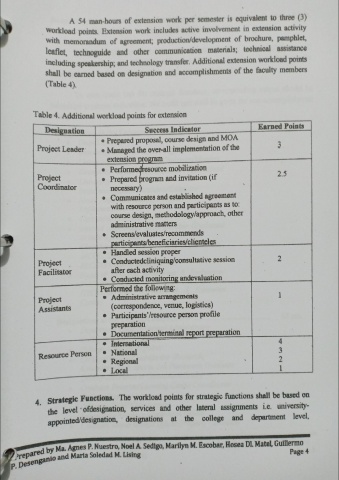 A 54 man-hours of extension work per semester is equivalent to three (3)
workload points. Extension work includes active involvement in extension activity
with memorandum of agreement; production/development of brochure, pamphlet,
leaflet, technoguide and other communication materials; technical assistance
including speakership; and technology transfer. Additional extension workload points
shall be earned based on designation and accomplishments of the faculty members
(Table 4).
Table 4. Additional workload points for extension
Designation Success Indicator Earned Points
Project Leader
• Prepared proposal, course design and MOA
• Managed the over-all implementation of the
extension program
3
Project
Coordinator
• Performedresource mobilization
• Prepared program and invitation (if
necessary)
• Communicates and established agreement
with resource person and participants as to:
course design, methodology/approach, other
administrative matters
• Screens/evaluates/recommends
participants/beneficiaries/clienteles
2.5
Project
Facilitator
• Handled session proper
• Conductedcliniquing/consultative session
after each activity
• Conducted monitoring andevaluation
2
Project
Assistants
Performed the following:
• Administrative arrangements
(correspondence, venue, logistics)
• Participants'/resource person profile
preparation
• Documentation/terminal report preparation
1
Resource Person
• International 4
• National 3
• Regional 2
• Local 1
4. Strategic Functions. The workload points for strategic functions shall be based on
the level ofdesignation, services and other lateral assignments i.e. university-
appointed/designation, designations at the college and department level,
Prepared by Ma. Agnes P. Nuestro, Noel A. Sedigo, Marilyn M. Escobar, Hosea Dl. Matel, Guillermo
P. Desenganio and Maria Soledad M. Lising Page 4